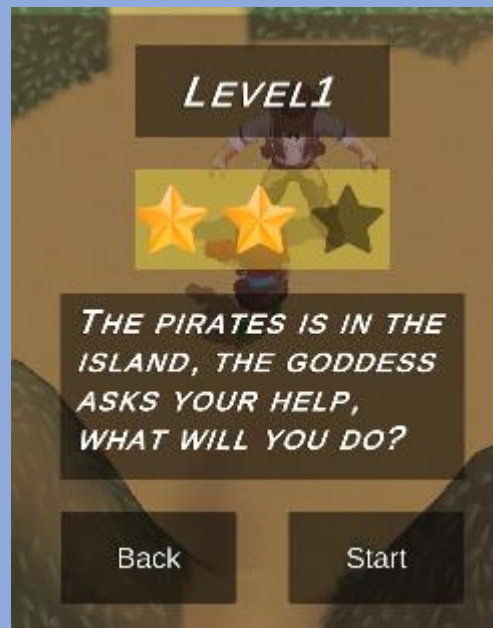 LEVEL1
THE PIRATES IS IN THE
ISLAND, THE GODDESS
ASKS YOUR HELP,
WHAT WILL YOU DO?
Back
Start